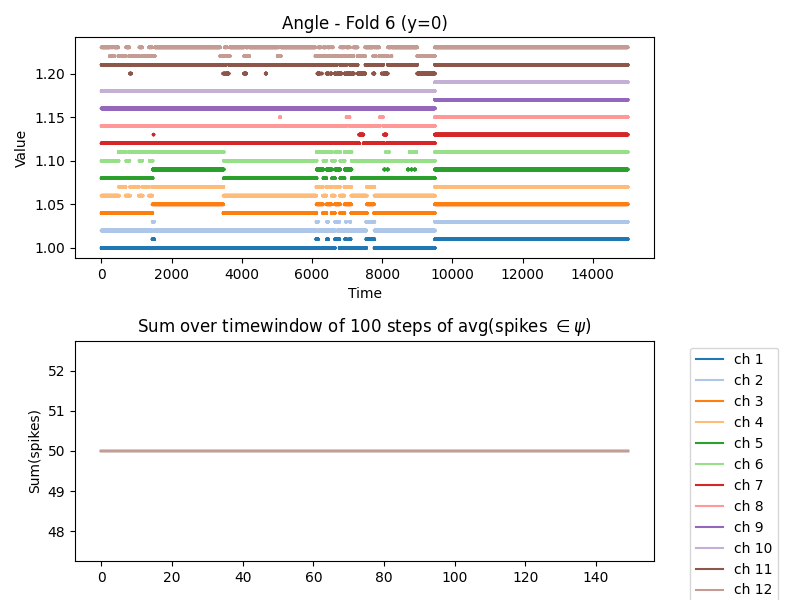 Angle - Fold 6 (y=0)
Value
1.20
1.15
1.10
1.05
1.00
0 2000 4000 6000 8000 10000 12000 14000
Time
Sum over timewindow of 100 steps of avg(spikes ∈ ψ)
Sum(spikes)
52
51
50
49
48
0 20 40 60 80 100 120 140
ch 1
ch 2
ch 3
ch 4
ch 5
ch 6
ch 7
ch 8
ch 9
ch 10
ch 11
ch 12